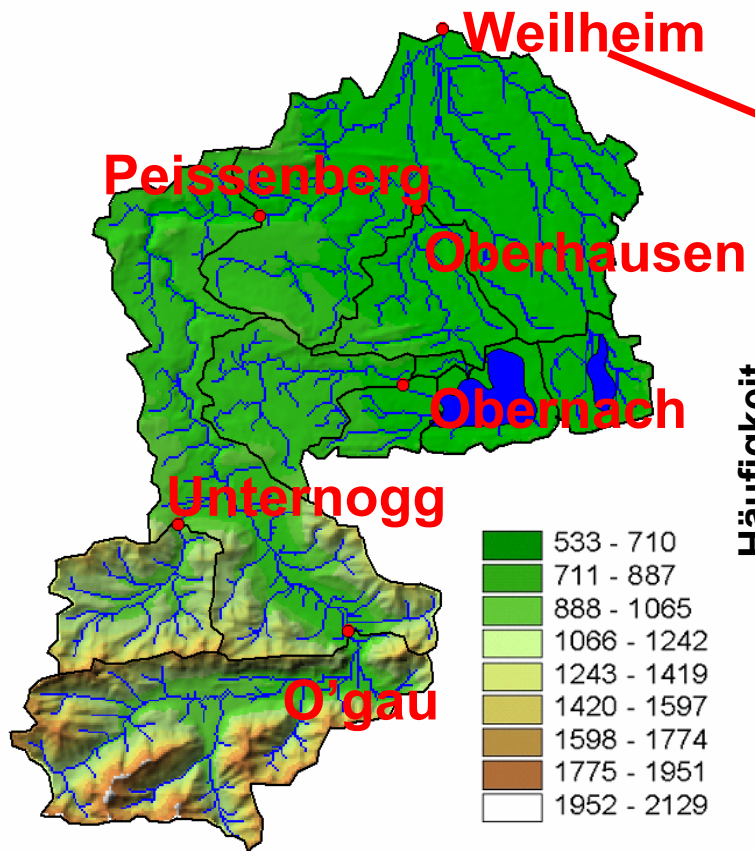 Weilheim
Peissenberg
Oberhausen
Obernach
Häufigkeit
Unternogg
O'gau
533 - 710
711 - 887
888 - 1065
1066 - 1242
1243 - 1419
1420 - 1597
1598 - 1774
1775 - 1951
1952 - 2129